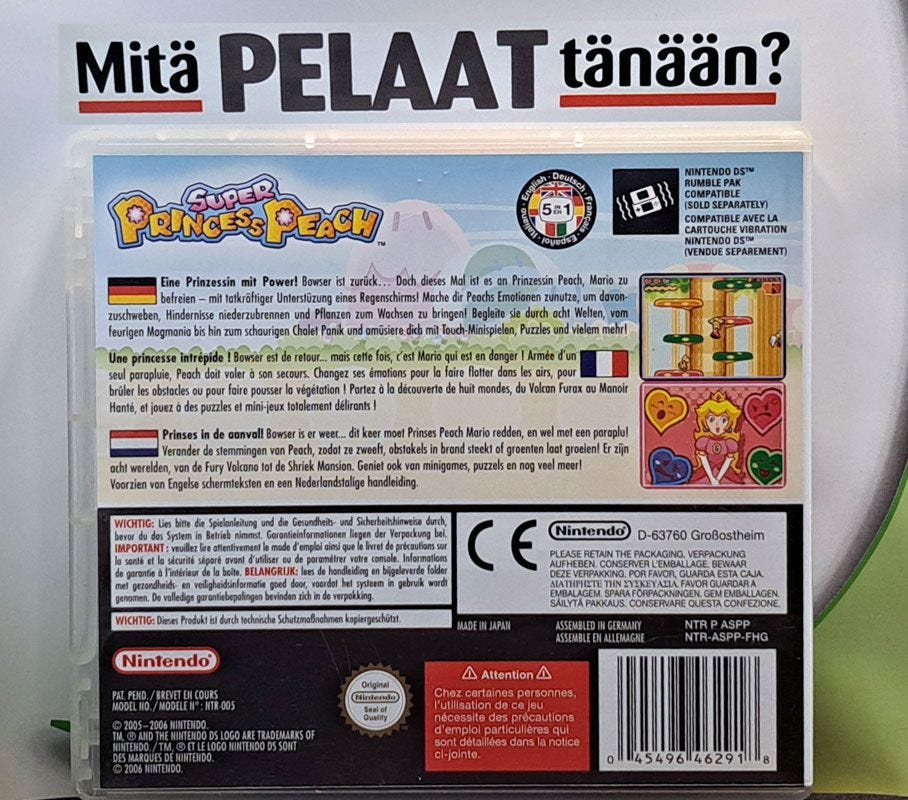 Mitä PELAAT tänään?
SUPER
PRINCESS PEACH™
English · Deutsch · Français · Español · Italiano
5 IN EN 1
NINTENDO DS™
RUMBLE PAK
COMPATIBLE
(SOLD SEPARATELY)
COMPATIBLE AVEC LA
CARTOUCHE VIBRATION
NINTENDO DS™
(VENDUE SEPAREMENT)
Eine Prinzessin mit Power! Bowser ist zurück... Doch dieses Mal ist es an Prinzessin Peach, Mario zu
befreien – mit tatkräftiger Unterstüzung eines Regenschirms! Mache dir Peachs Emotionen zunutze, um davon-
zuschweben, Hindernisse niederzubrennen und Pflanzen zum Wachsen zu bringen! Begleite sie durch acht Welten, vom
feurigen Magmania bis hin zum schaurigen Chalet Panik und amüsiere dich mit Touch-Minispielen, Puzzles und vielem mehr!
Une princesse intrépide ! Bowser est de retour... mais cette fois, c'est Mario qui est en danger ! Armée d'un
seul parapluie, Peach doit voler à son secours. Changez ses émotions pour la faire flotter dans les airs, pour
brûler les obstacles ou pour faire pousser la végétation ! Partez à la découverte de huit mondes, du Volcan Furax au Manoir
Hanté, et jouez à des puzzles et mini-jeux totalement délirants !
Prinses in de aanval! Bowser is er weer... dit keer moet Prinses Peach Mario redden, en wel met een paraplu!
Verander de stemmingen van Peach, zodat ze zweeft, obstakels in brand steekt of groenten laat groeien! Er zijn
acht werelden, van de Fury Volcano tot de Shriek Mansion. Geniet ook van minigames, puzzels en nog veel meer!
Voorzien van Engelse schermteksten en een Nederlandstalige handleiding.
WICHTIG: Lies bitte die Spielanleitung und die Gesundheits- und Sicherheitshinweise durch,
bevor du das System in Betrieb nimmst. Garantieinformationen liegen der Verpackung bei.
IMPORTANT : veuillez lire attentivement le mode d'emploi ainsi que le livret de précautions sur
la santé et la sécurité séparé avant d'utiliser ou de paramétrer votre console. Informations
de garantie à l'intérieur de la boîte. BELANGRIJK: lees de handleiding en bijgeleverde folder
met gezondheids- en veiligheidsinformatie goed door, voordat het systeem in gebruik wordt
genomen. De volledige garantiebepalingen bevinden zich in de verpakking.
WICHTIG: Dieses Produkt ist durch technische Schutzmaßnahmen kopiergeschützt.
CE
Nintendo® D-63760 Großostheim
PLEASE RETAIN THE PACKAGING. VERPACKUNG
AUFHEBEN. CONSERVER L'EMBALLAGE. BEWAAR
DEZE VERPAKKING. POR FAVOR, GUARDA ESTA CAJA.
ΔΙΑΤΗΡΗΣΤΕ ΤΗΝ ΣΥΣΚΕΥΑΣΙΑ. FAVOR GUARDAR A
EMBALAGEM. SPARA FÖRPACKNINGEN. GEM EMBALLAGEN.
SÄILYTÄ PAKKAUS. CONSERVARE QUESTA CONFEZIONE.
MADE IN JAPAN
ASSEMBLED IN GERMANY
ASSEMBLÉ EN ALLEMAGNE
NTR P ASPP
NTR-ASPP-FHG
Nintendo®
PAT. PEND. / BREVET EN COURS
MODEL NO. / MODÈLE N° : NTR-005
© 2005–2006 NINTENDO.
TM, ® AND THE NINTENDO DS LOGO ARE TRADEMARKS OF
NINTENDO. / TM, ® ET LE LOGO NINTENDO DS SONT
DES MARQUES DE NINTENDO.
© 2006 NINTENDO.
Original
Nintendo
Seal of
Quality
Attention
Chez certaines personnes,
l'utilisation de ce jeu
nécessite des précautions
d'emploi particulières qui
sont détaillées dans la notice
ci-jointe.
0 45496 46291 8